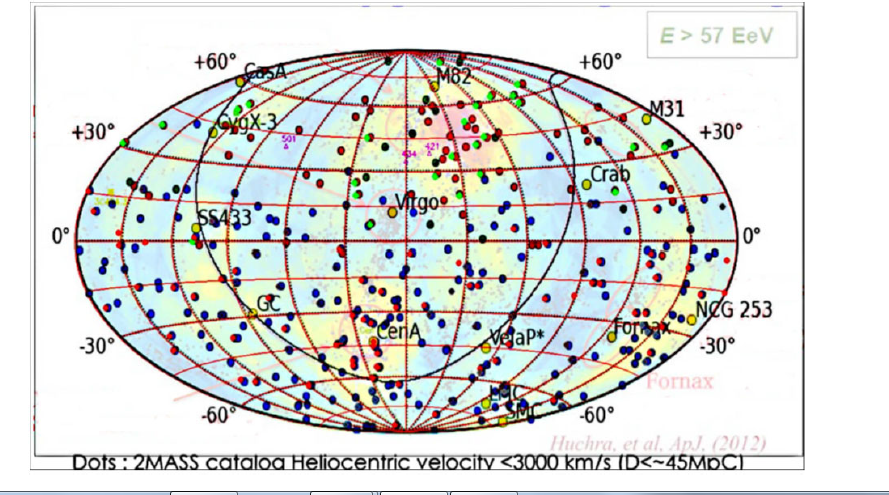 E > 57 EeV
+60° +60°
CasA M82
M31
CygX-3
+30° +30°
501
421
Crab
Virgo
SS433
0° 0°
GC NCG 253
CenA VelaP* Fornax
-30° -30°
Fornax
LMC
-60° SMC -60°
Huchra, et al, ApJ, (2012)
Dots : 2MASS catalog Heliocentric velocity <3000 km/s (D<~45MpC)